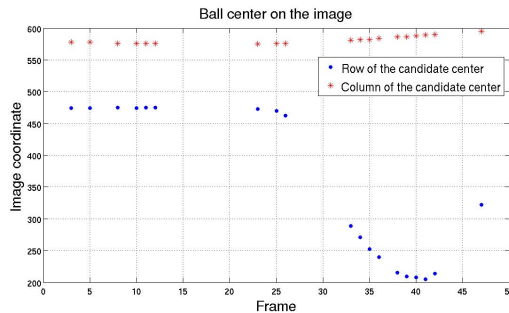 Ball center on the image
600
550
500
450
400
350
300
250
200
Image coordinate
Row of the candidate center
Column of the candidate center
0 5 10 15 20 25 30 35 40 45 50
Frame